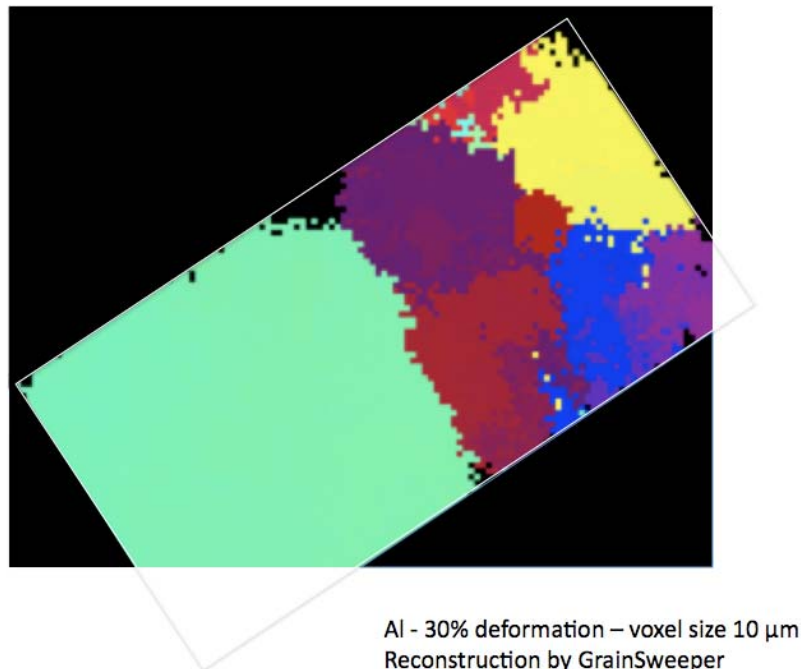 Al - 30% deformation – voxel size 10 μm
Reconstruction by GrainSweeper